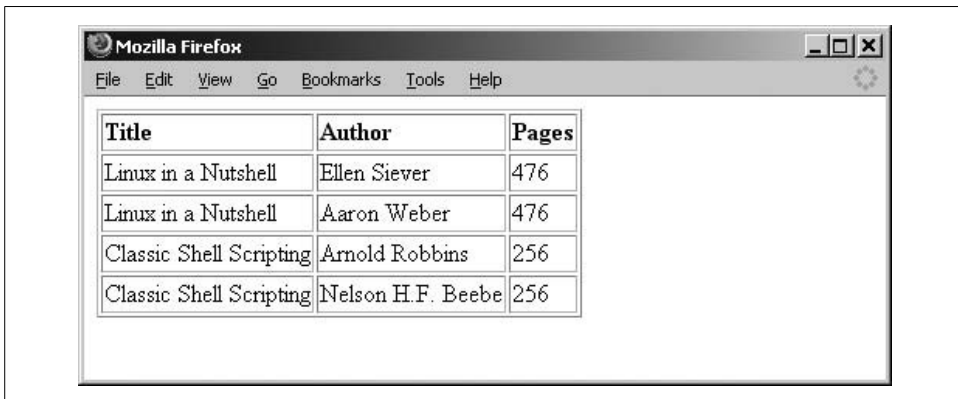 Mozilla Firefox
File Edit View Go Bookmarks Tools Help
Title Author Pages
Linux in a Nutshell Ellen Siever 476
Linux in a Nutshell Aaron Weber 476
Classic Shell Scripting Arnold Robbins 256
Classic Shell Scripting Nelson H.F. Beebe 256